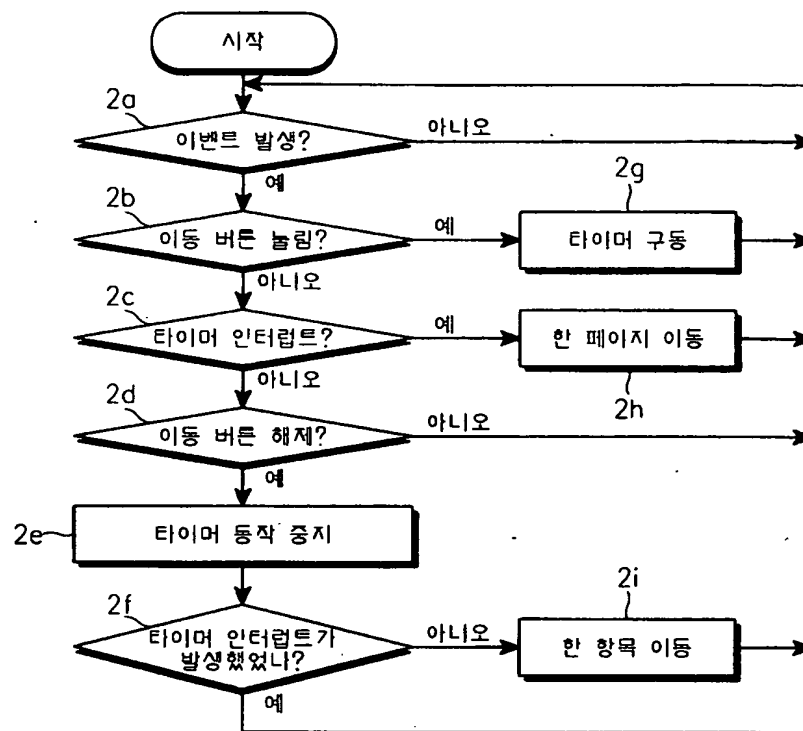 시작
2a
이벤트 발생?
아니오
예
2b
이동 버튼 눌림?
예
2g
타이머 구동
아니오
2c
타이머 인터럽트?
예
한 페이지 이동
2h
아니오
2d
이동 버튼 해제?
아니오
예
2e
타이머 동작 중지
2f
타이머 인터럽트가
발생했었나?
아니오
2i
한 항목 이동
예